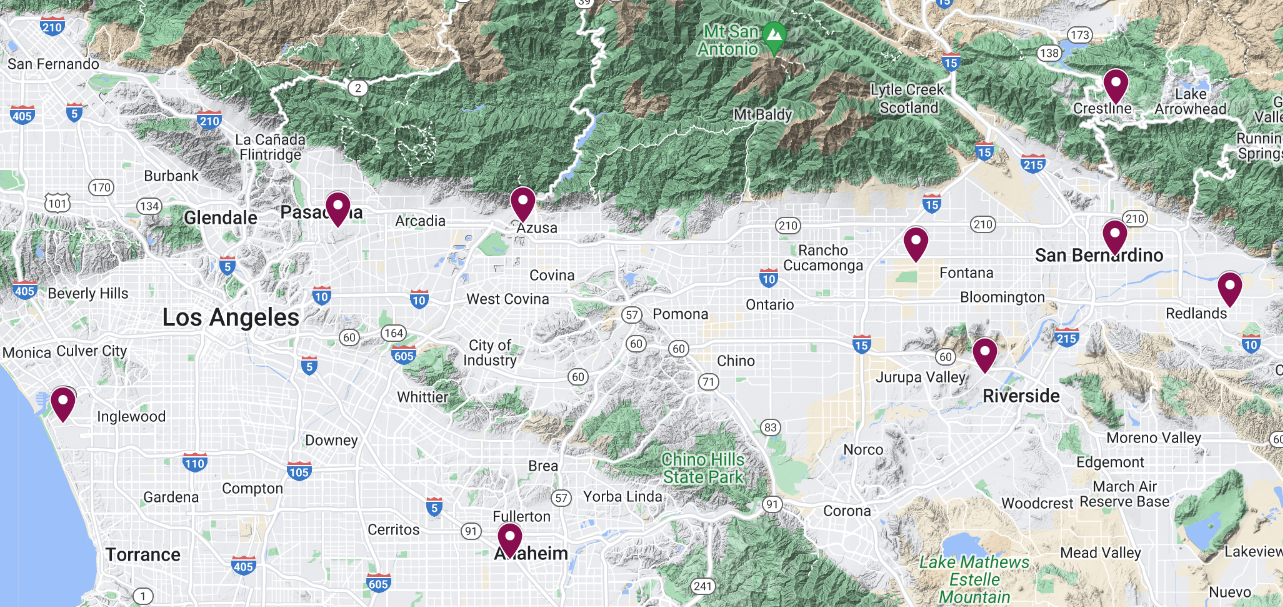 210
39
15
San Fernando
Mt San
Antonio
173
138
15
2
405
5
210
Lytle Creek
Scotland
Crestline
Lake
Arrowhead
Mt Baldy
La Cañada
Flintridge
15
215
Running
Springs
Burbank
170
101
134
Glendale
Arcadia
Azusa
15
210
210
210
Rancho
Cucamonga
San Bernardino
5
405
Beverly Hills
10
10
Covina
West Covina
10
Fontana
Ontario
Bloomington
Los Angeles
57
Pomona
Redlands
Monica
Culver City
60
164
605
5
City of
Industry
60
60
Chino
15
60
215
10
60
71
Jurupa Valley
Riverside
Whittier
Inglewood
83
Downey
110
105
Brea
Chino Hills
State Park
Norco
Moreno Valley
60
Edgemont
Gardena
Compton
5
57
Yorba Linda
91
Corona
Woodcrest
March Air
Reserve Base
Fullerton
Cerritos
91
Torrance
405
605
Mead Valley
Lakeview
Lake Mathews
Estelle
Mountain
1
241
Nuevo